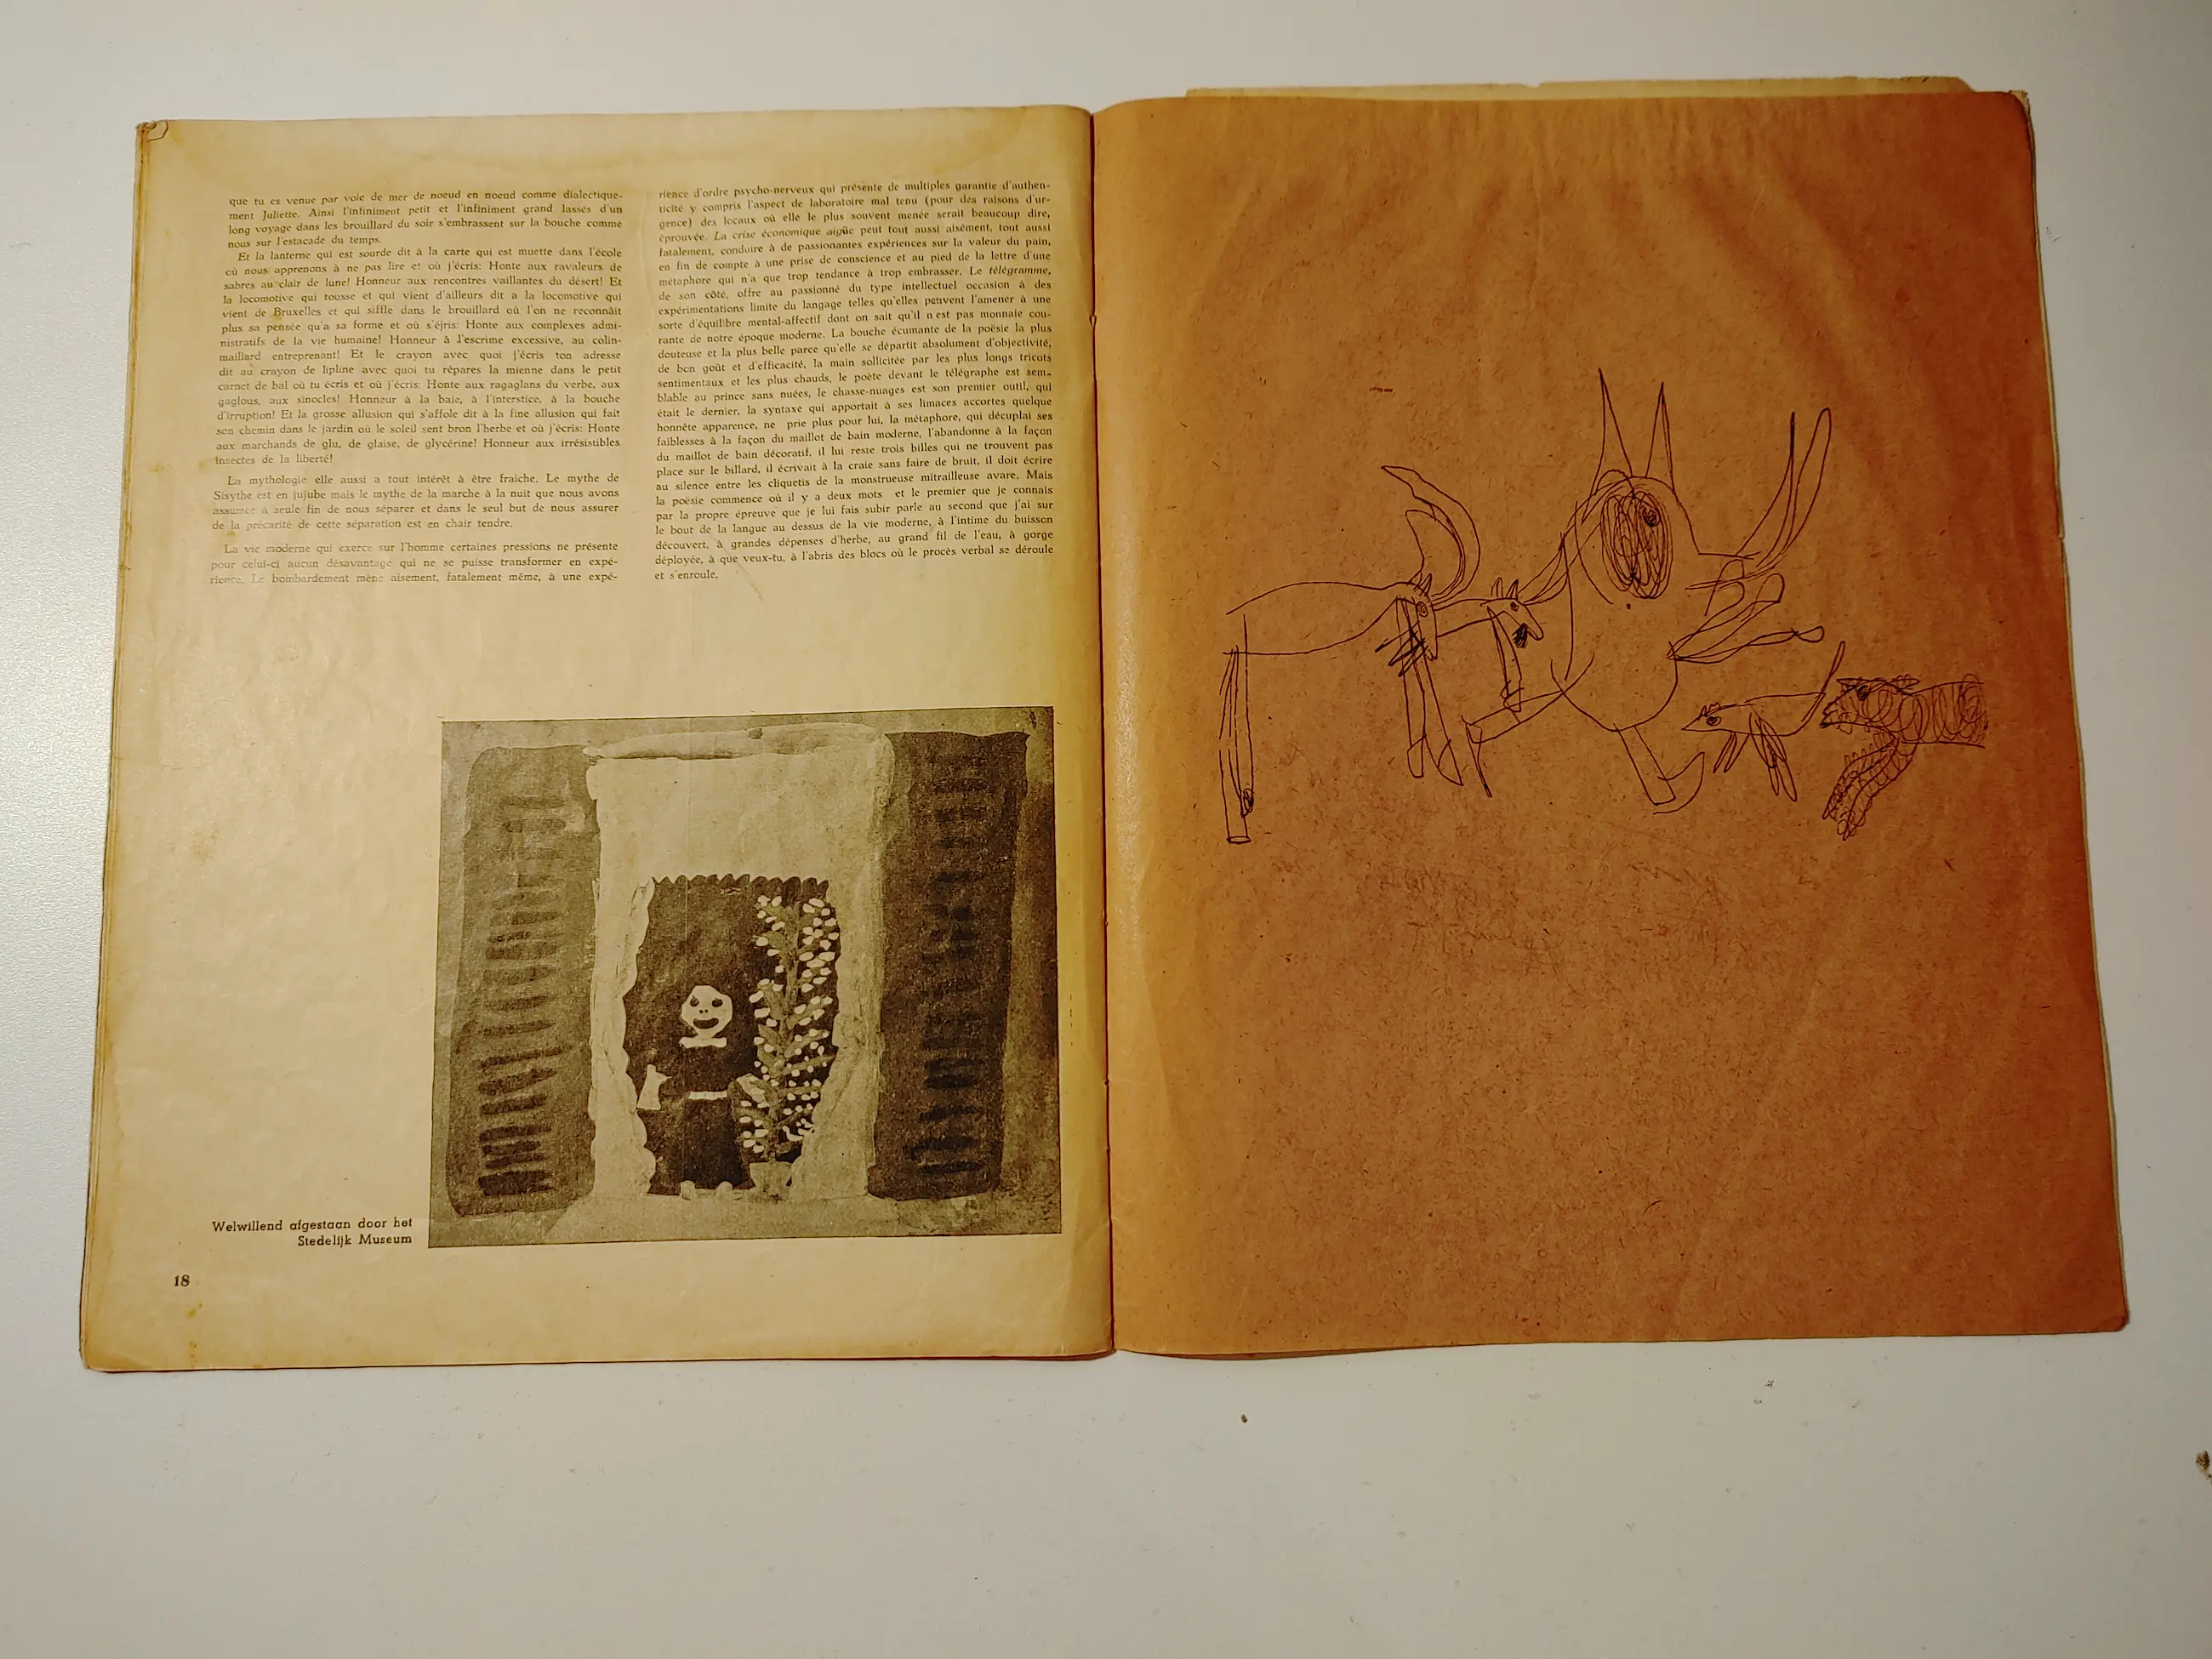 que tu es venue par voie de mer de noeud en noeud comme dialectique-
ment Juliette. Ainsi l'infiniment petit et l'infiniment grand lassés d'un
long voyage dans les brouillard du soir s'embrassent sur la bouche comme
nous sur l'estacade du temps.
Et la lanterne qui est sourde dit à la carte qui est muette dans l'école
où nous apprenons à ne pas lire et où j'écris: Honte aux ravaleurs de
sabres au clair de lune! Honneur aux rencontres vaillantes du désert! Et
la locomotive qui tousse et qui vient d'ailleurs dit a la locomotive qui
vient de Bruxelles et qui siffle dans le brouillard où l'on ne reconnâit
plus sa pensée qu'a sa forme et où s'éjris: Honte aux complexes admi-
nistratifs de la vie humaine! Honneur à l'escrime excessive, au colin-
maillard entreprenant! Et le crayon avec quoi j'écris ton adresse
dit au crayon de lipline avec quoi tu répares la mienne dans le petit
carnet de bal où tu écris et où j'écris: Honte aux ragaglans du verbe, aux
gaglous, aux sinocles! Honneur à la baie, à l'interstice, à la bouche
d'irruption! Et la grosse allusion qui s'affole dit à la fine allusion qui fait
son chemin dans le jardin où le soleil sent bron l'herbe et où j'écris: Honte
aux marchands de glu, de glaise, de glycérine! Honneur aux irrésistibles
insectes de la liberté!
La mythologie elle aussi a tout intérêt à être fraîche. Le mythe de
Sisythe est en jujube mais le mythe de la marche à la nuit que nous avons
assumée à seule fin de nous séparer et dans le seul but de nous assurer
de la précarité de cette séparation est en chair tendre.
La vie moderne qui exerce sur l'homme certaines pressions ne présente
pour celui-ci aucun désavantage qui ne se puisse transformer en expé-
rience. Le bombardement mène aisement, fatalement même, à une expé-
rience d'ordre psycho-nerveux qui présente de multiples garantie d'authen-
ticité y compris l'aspect de laboratoire mal tenu (pour des raisons d'ur-
gence) des locaux où elle le plus souvent menée serait beaucoup dire,
éprouvée. La crise économique aigüe peut tout aussi aisément, tout aussi
fatalement, conduire à de passionantes expériences sur la valeur du pain,
en fin de compte à une prise de conscience et au pied de la lettre d'une
métaphore qui n'a que trop tendance à trop embrasser. Le télégramme,
de son côté, offre au passionné du type intellectuel occasion à des
expérimentations limite du langage telles qu'elles peuvent l'amener à une
sorte d'équilibre mental-affectif dont on sait qu'il n est pas monnaie cou-
rante de notre époque moderne. La bouche écumante de la poësie la plus
douteuse et la plus belle parce qu'elle se départit absolument d'objectivité,
de bon goût et d'efficacité, la main sollicitée par les plus longs tricots
sentimentaux et les plus chauds, le poète devant le télégraphe est sem-
blable au prince sans nuées, le chasse-nuages est son premier outil, qui
était le dernier, la syntaxe qui apportait à ses limaces accortes quelque
honnête apparence, ne prie plus pour lui, la métaphore, qui décuplai ses
faiblesses à la façon du maillot de bain moderne, l'abandonne à la façon
du maillot de bain décoratif, il lui reste trois billes qui ne trouvent pas
place sur le billard, il écrivait à la craie sans faire de bruit, il doit écrire
au silence entre les cliquetis de la monstrueuse mitrailleuse avare. Mais
la poësie commence où il y a deux mots et le premier que je connais
par la propre épreuve que je lui fais subir parle au second que j'ai sur
le bout de la langue au dessus de la vie moderne, à l'intime du buisson
découvert, à grandes dépenses d'herbe, au grand fil de l'eau, à gorge
déployée, à que veux-tu, à l'abris des blocs où le procès verbal se déroule
et s'enroule.
Welwillend afgestaan door het
Stedelijk Museum
18